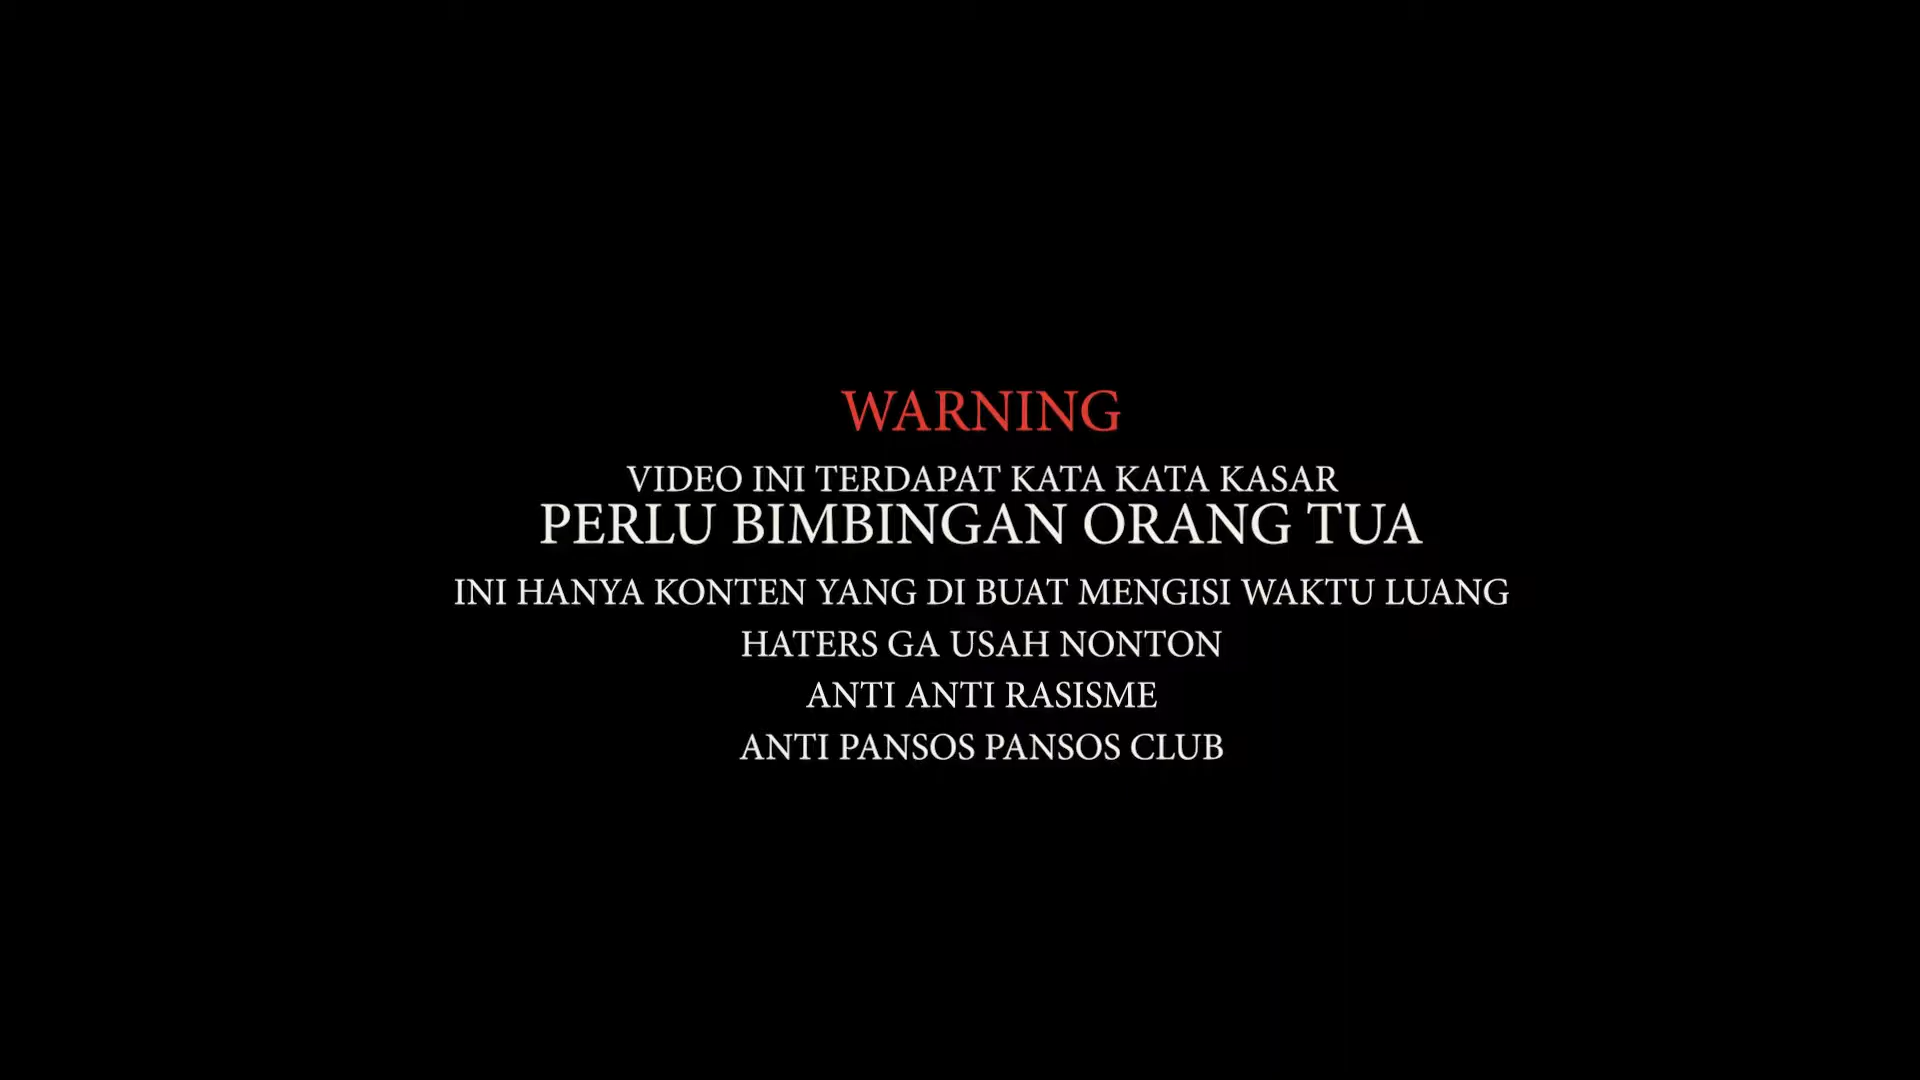 WARNING
VIDEO INI TERDAPAT KATA KATA KASAR
PERLU BIMBINGAN ORANG TUA
INI HANYA KONTEN YANG DI BUAT MENGISI WAKTU LUANG
HATERS GA USAH NONTON
ANTI ANTI RASISME
ANTI PANSOS PANSOS CLUB